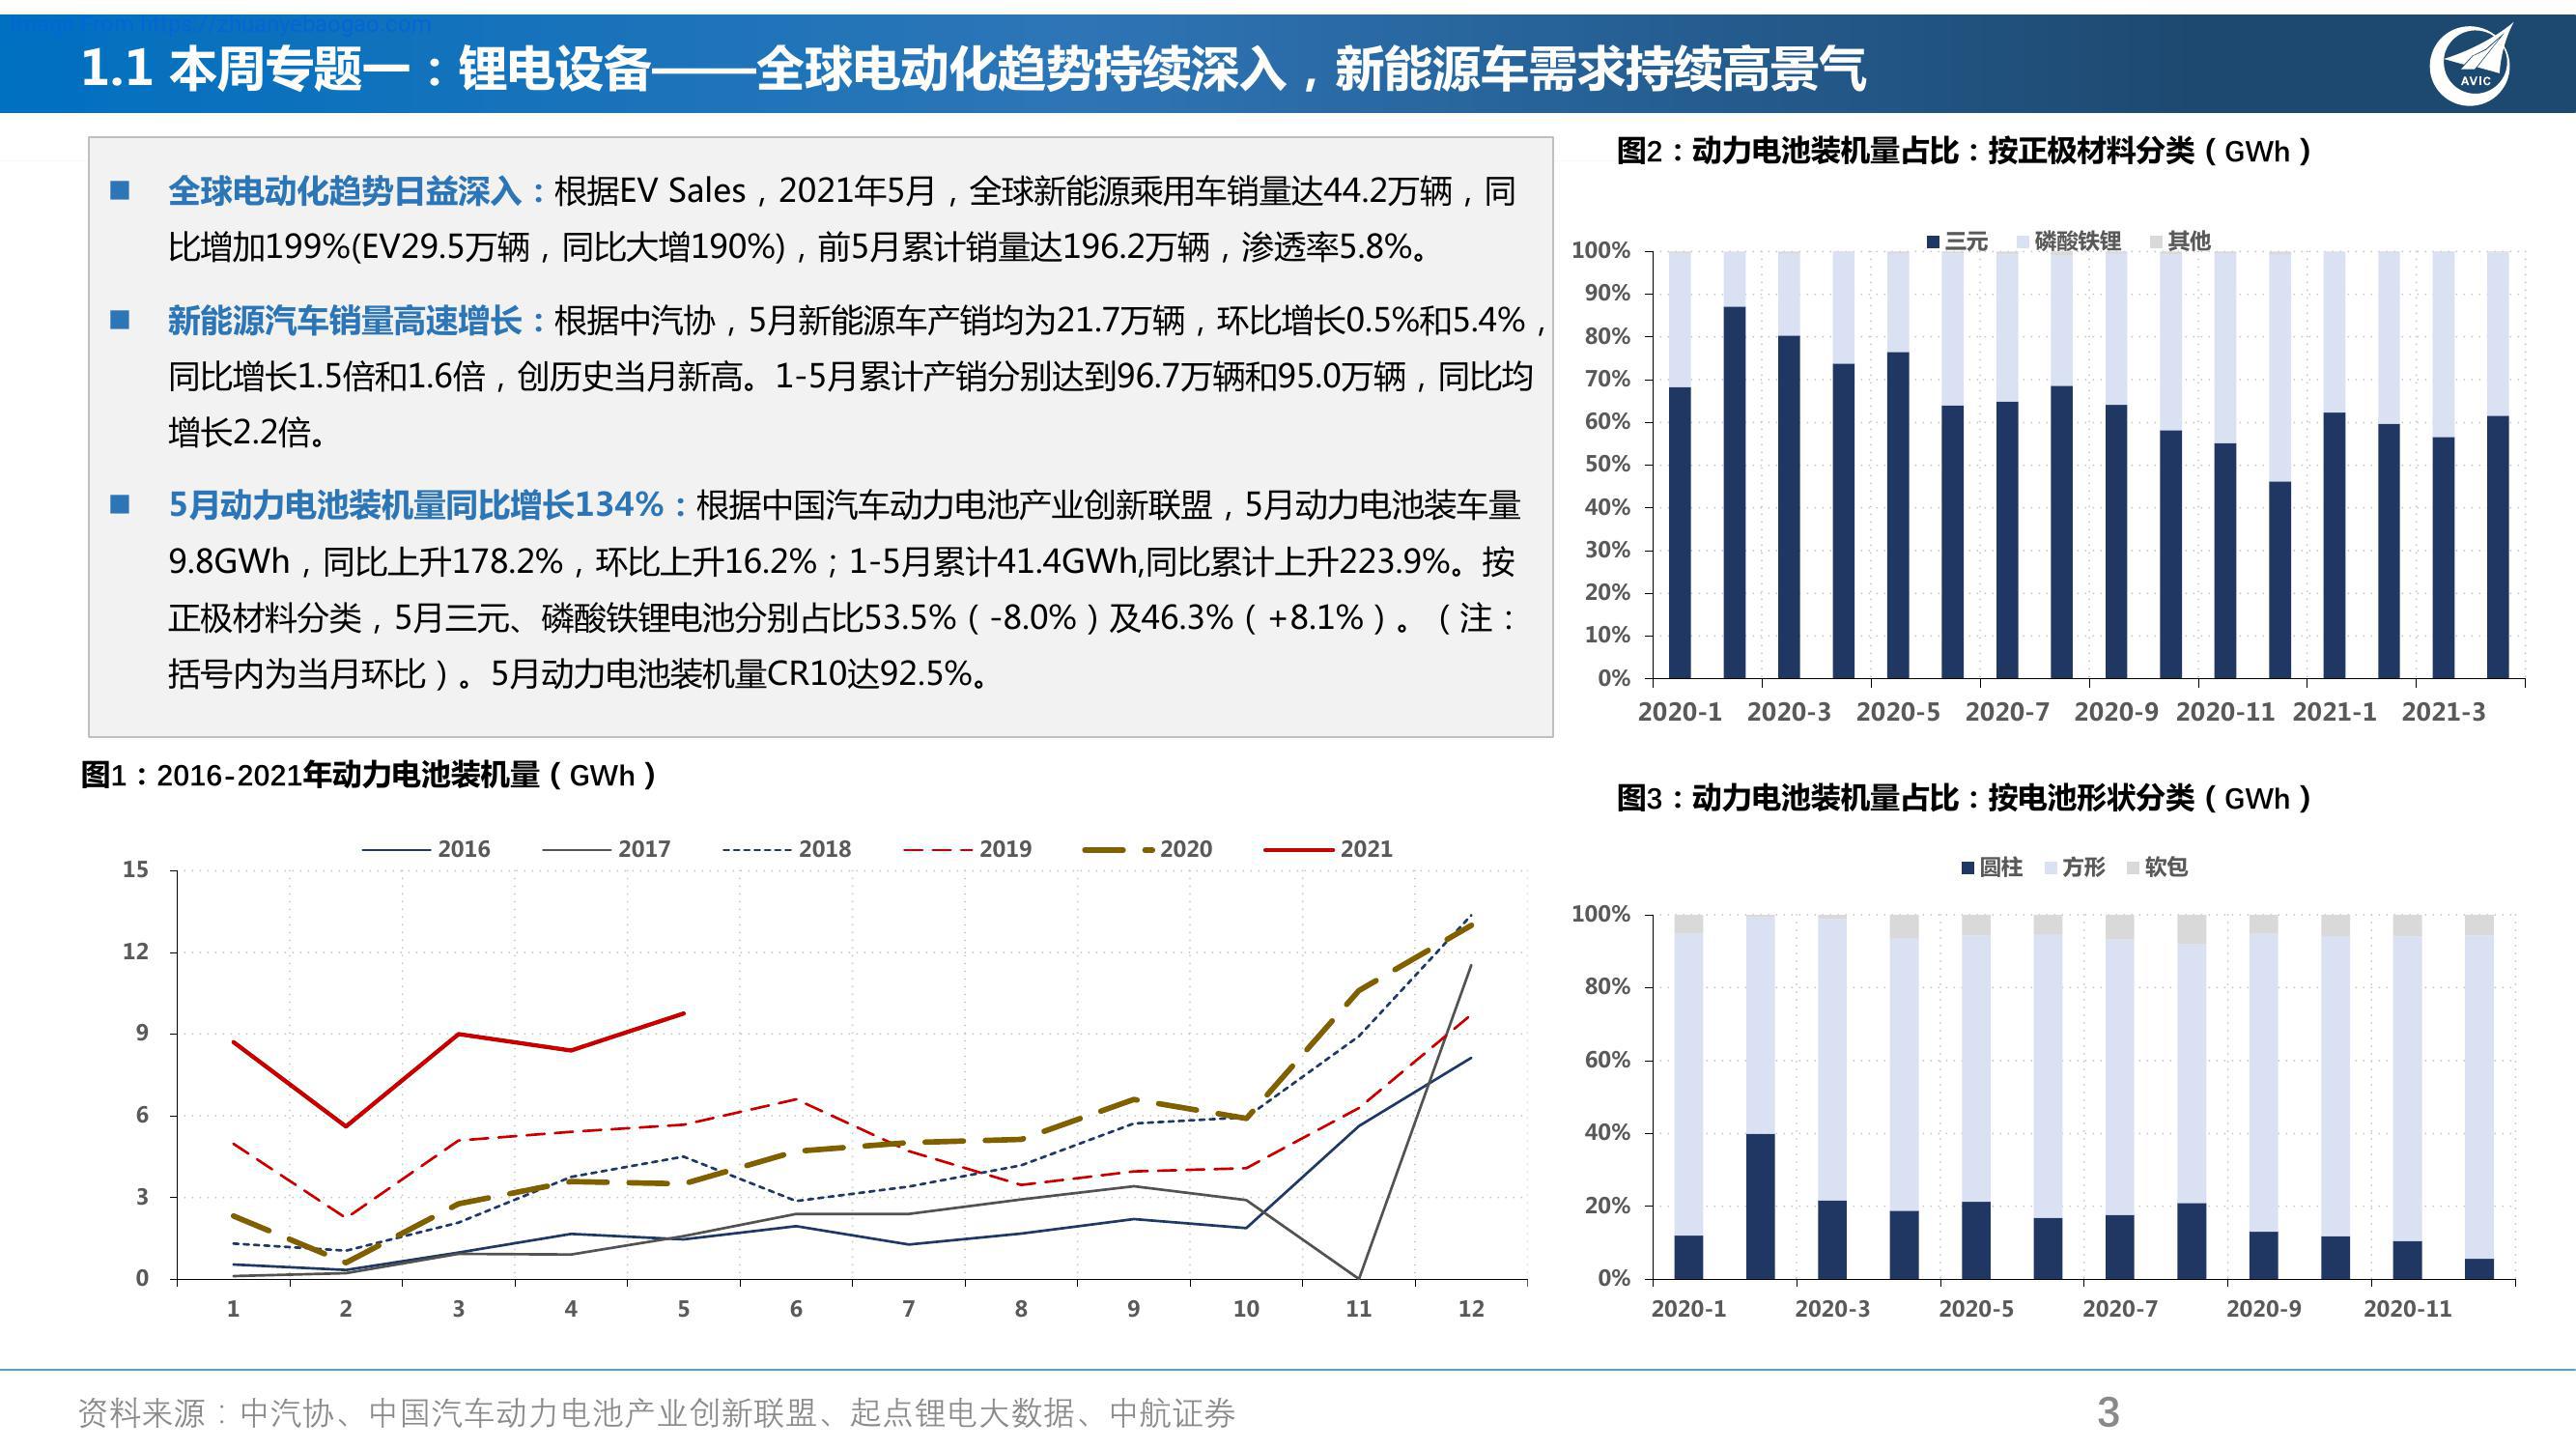 Image From https://zhuanyebaogao.com
1.1 本周专题一：锂电设备——全球电动化趋势持续深入，新能源车需求持续高景气
AVIC
■ 全球电动化趋势日益深入：根据EV Sales，2021年5月，全球新能源乘用车销量达44.2万辆，同
比增加199%(EV29.5万辆，同比大增190%)，前5月累计销量达196.2万辆，渗透率5.8%。
■ 新能源汽车销量高速增长：根据中汽协，5月新能源车产销均为21.7万辆，环比增长0.5%和5.4%，
同比增长1.5倍和1.6倍，创历史当月新高。1-5月累计产销分别达到96.7万辆和95.0万辆，同比均
增长2.2倍。
■ 5月动力电池装机量同比增长134%：根据中国汽车动力电池产业创新联盟，5月动力电池装车量
9.8GWh，同比上升178.2%，环比上升16.2%；1-5月累计41.4GWh,同比累计上升223.9%。按
正极材料分类，5月三元、磷酸铁锂电池分别占比53.5%（-8.0%）及46.3%（+8.1%）。（注：
括号内为当月环比）。5月动力电池装机量CR10达92.5%。
图2：动力电池装机量占比：按正极材料分类（GWh）
三元 磷酸铁锂 其他
100%
90%
80%
70%
60%
50%
40%
30%
20%
10%
0%
2020-1 2020-3 2020-5 2020-7 2020-9 2020-11 2021-1 2021-3
图1：2016-2021年动力电池装机量（GWh）
2016 2017 2018 2019 2020 2021
15
12
9
6
3
0
1 2 3 4 5 6 7 8 9 10 11 12
图3：动力电池装机量占比：按电池形状分类（GWh）
圆柱 方形 软包
100%
80%
60%
40%
20%
0%
2020-1 2020-3 2020-5 2020-7 2020-9 2020-11
资料来源：中汽协、中国汽车动力电池产业创新联盟、起点锂电大数据、中航证券
3